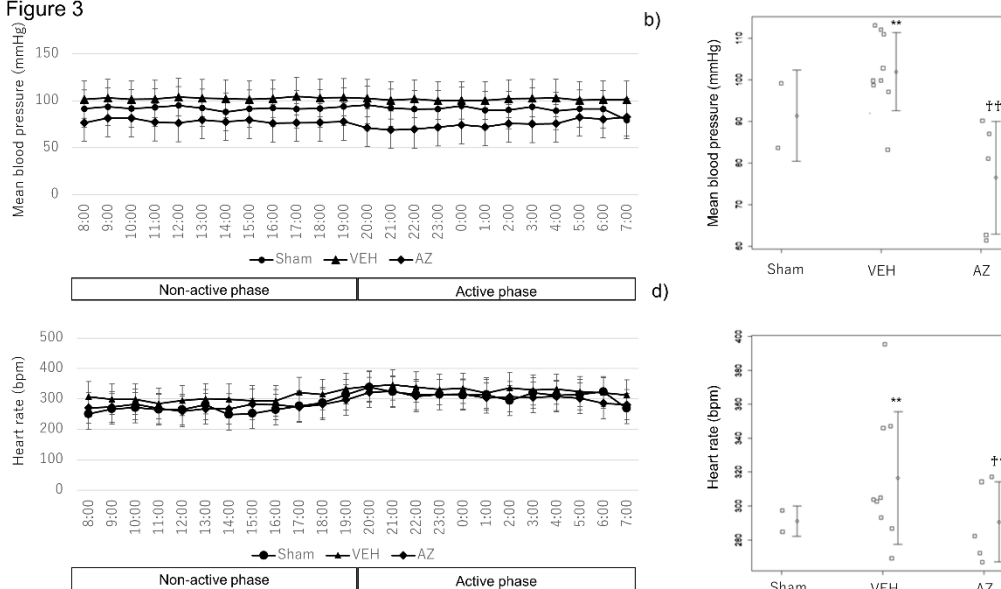 Figure 3
b)
Mean blood pressure (mmHg)
150
100
50
0
8:00 9:00 10:00 11:00 12:00 13:00 14:00 15:00 16:00 17:00 18:00 19:00 20:00 21:00 22:00 23:00 0:00 1:00 2:00 3:00 4:00 5:00 6:00 7:00
Sham VEH AZ
Non-active phase Active phase
Mean blood pressure (mmHg)
110
100
90
80
70
60
**
††
Sham VEH AZ
d)
Heart rate (bpm)
500
400
300
200
100
0
8:00 9:00 10:00 11:00 12:00 13:00 14:00 15:00 16:00 17:00 18:00 19:00 20:00 21:00 22:00 23:00 0:00 1:00 2:00 3:00 4:00 5:00 6:00 7:00
Sham VEH AZ
Non-active phase Active phase
Heart rate (bpm)
400
380
360
340
320
300
280
**
†
Sham VEH AZ